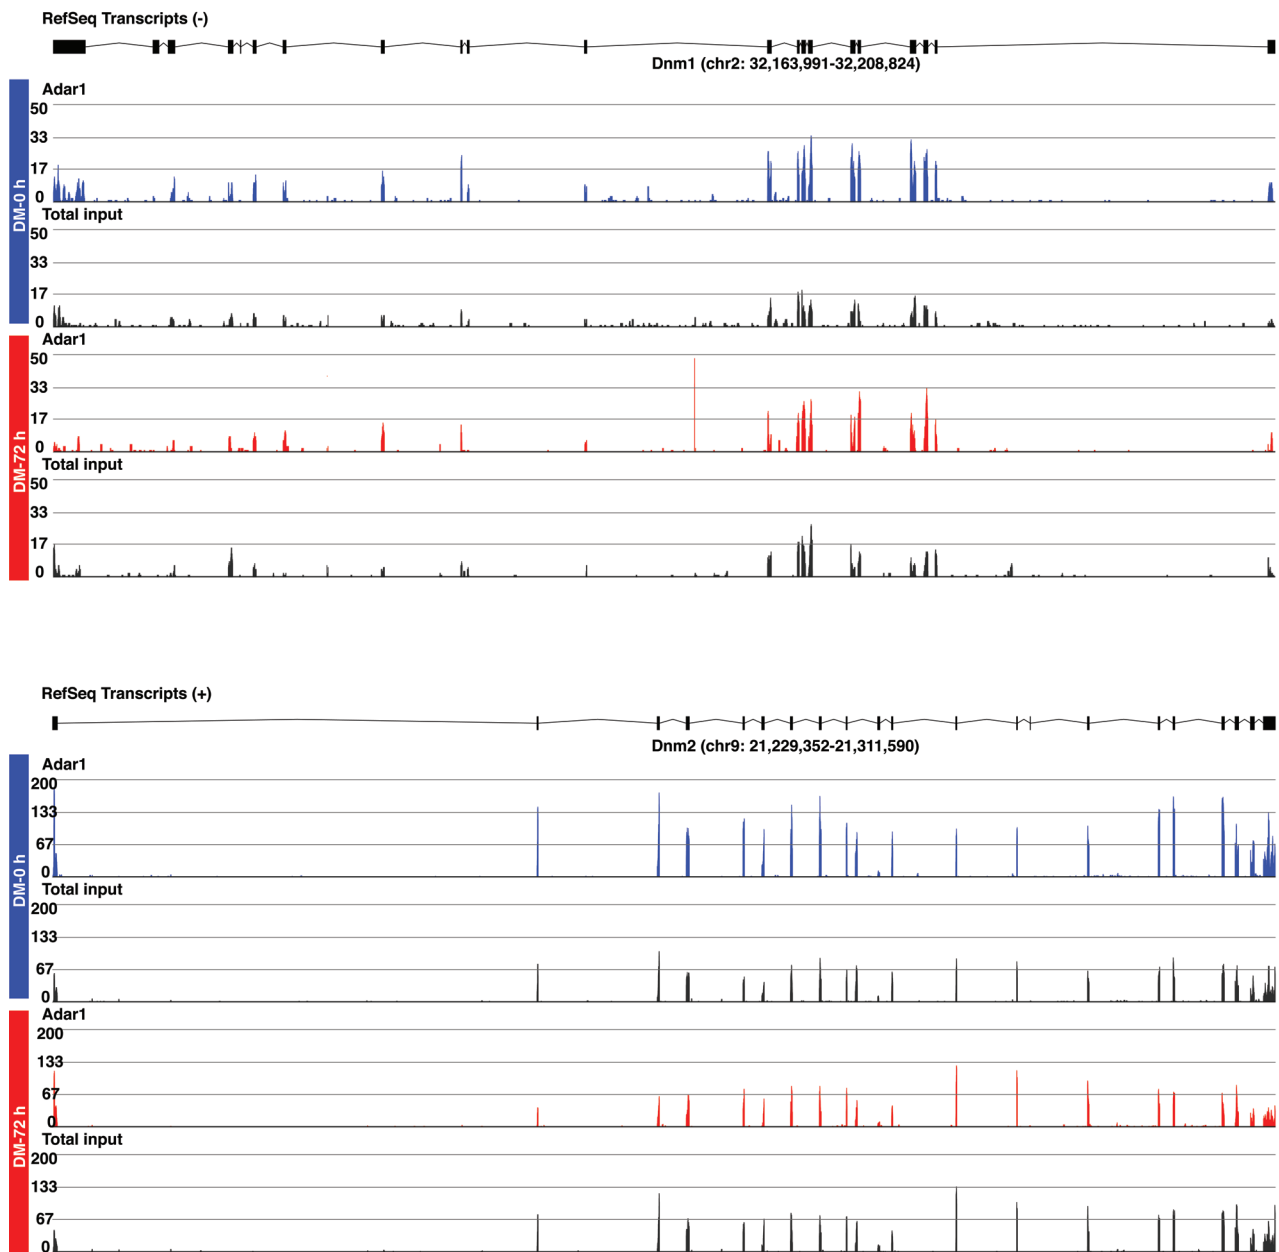 RefSeq Transcripts (-)
Dnm1 (chr2: 32,163,991-32,208,824)
DM-0 h
Adar1
50
33
17
0
Total input
50
33
17
0
DM-72 h
Adar1
50
33
17
0
Total input
50
33
17
0
RefSeq Transcripts (+)
Dnm2 (chr9: 21,229,352-21,311,590)
DM-0 h
Adar1
200
133
67
0
Total input
200
133
67
0
DM-72 h
Adar1
200
133
67
0
Total input
200
133
67
0